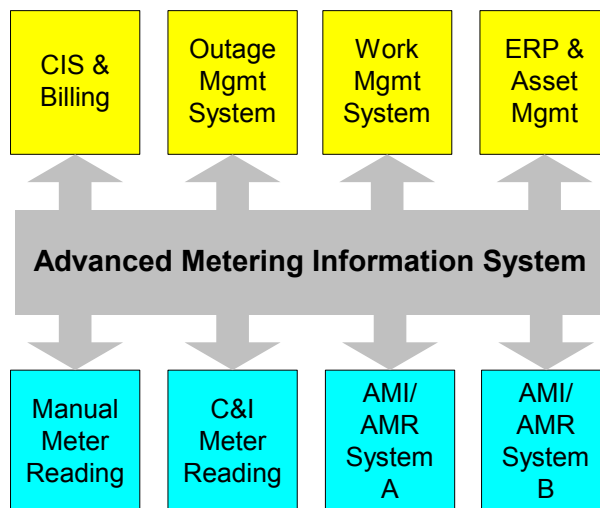 CIS &
Billing
Outage
Mgmt
System
Work
Mgmt
System
ERP &
Asset
Mgmt
Advanced Metering Information System
Manual
Meter
Reading
C&I
Meter
Reading
AMI/
AMR
System
A
AMI/
AMR
System
B